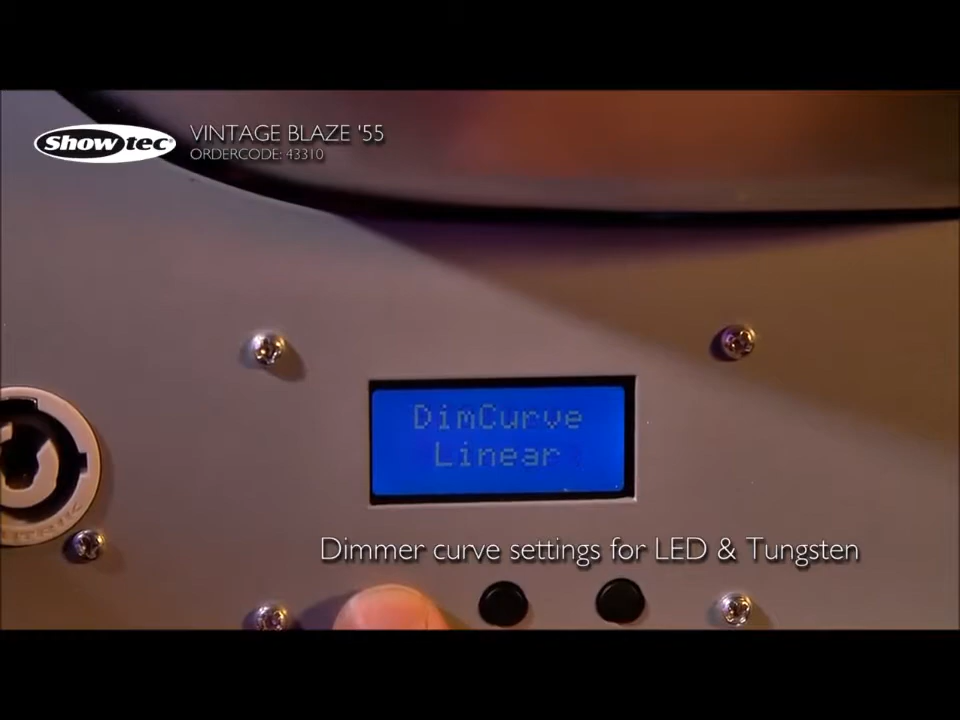 Showtec
VINTAGE BLAZE '55
ORDERCODE: 43310
DimCurve
Linear
Dimmer curve settings for LED & Tungsten